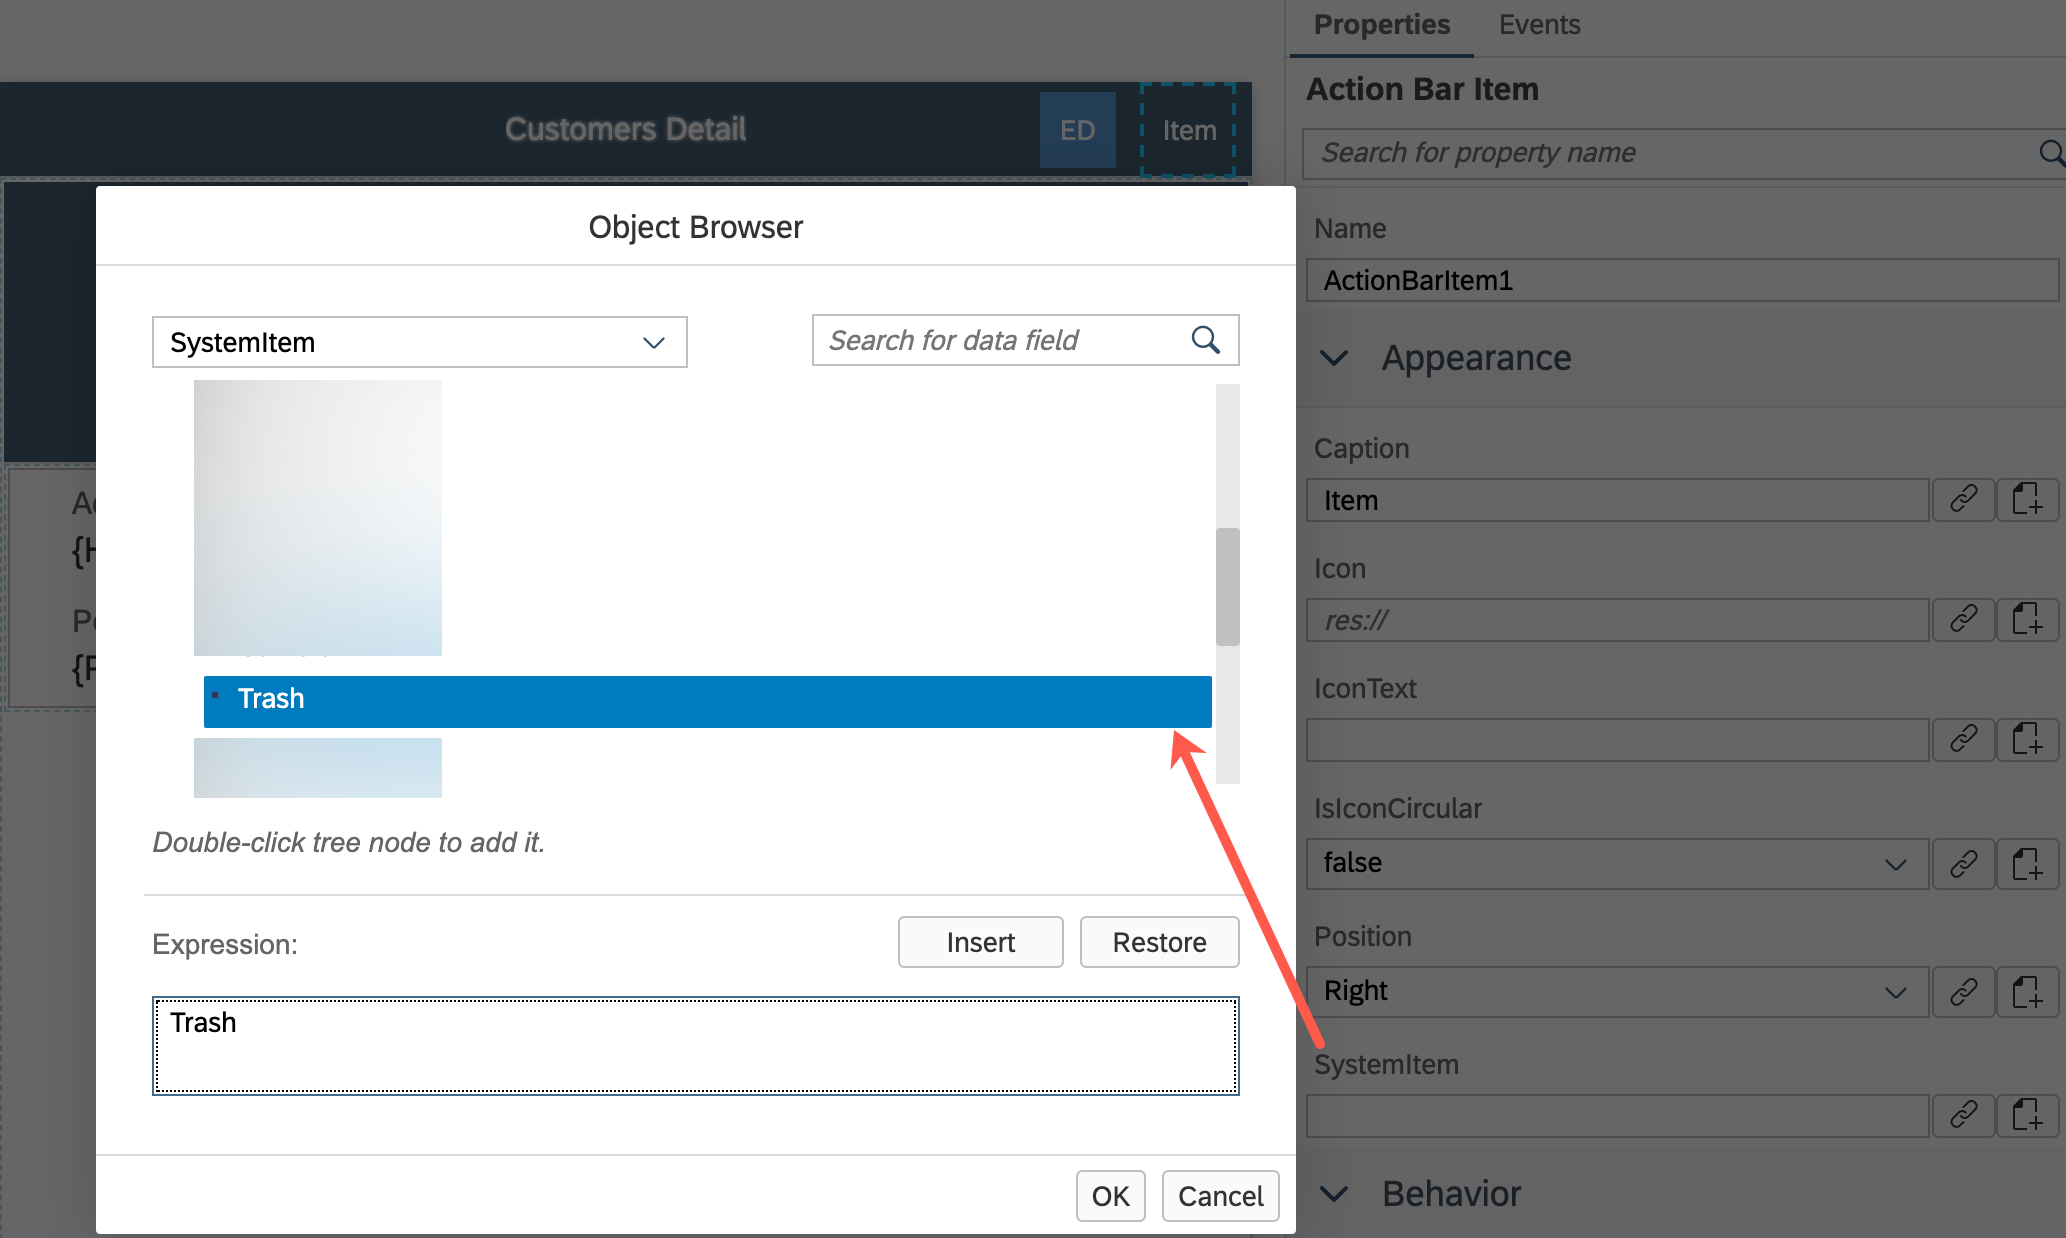 Properties Events
Action Bar Item
Search for property name
Customers Detail
ED
Item
Name
ActionBarItem1
Appearance
Caption
Item
Icon
res://
IconText
IsIconCircular
false
Position
Right
SystemItem
Behavior
Object Browser
SystemItem
Search for data field
Trash
Double-click tree node to add it.
Expression:
Insert
Restore
Trash
OK
Cancel